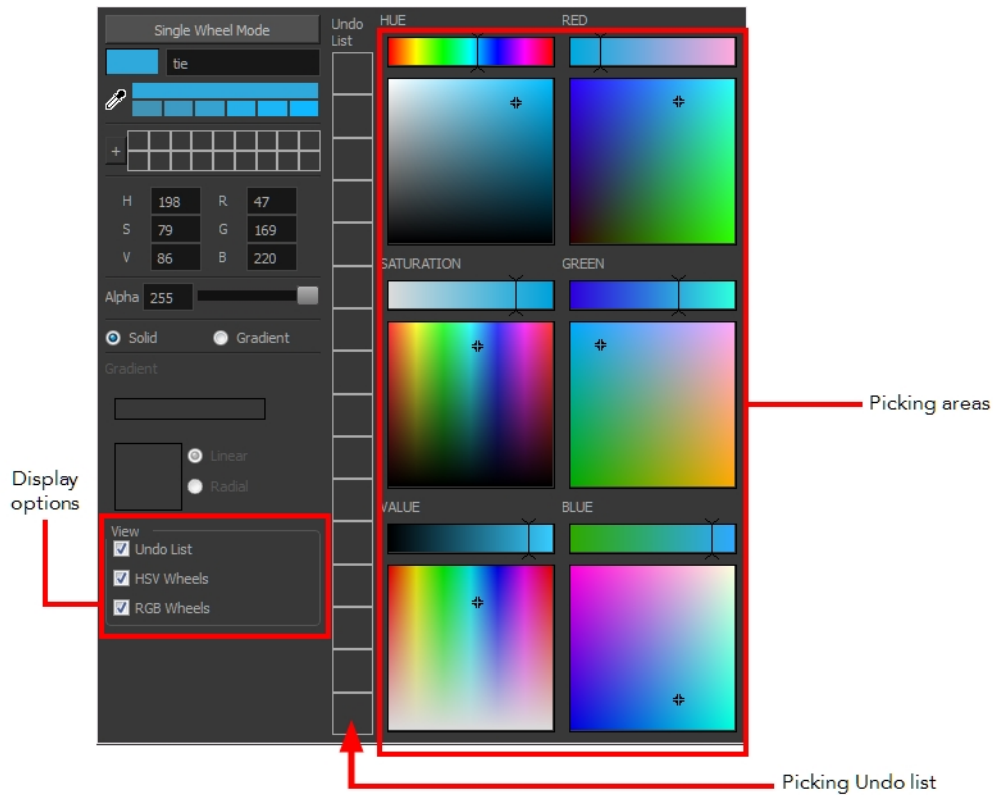 Single Wheel Mode
tie
+
H 198 R 47
S 79 G 169
V 86 B 220
Alpha 255
Solid Gradient
Gradient
Linear
Radial
View
Undo List
HSV Wheels
RGB Wheels
Undo
List
HUE RED
SATURATION GREEN
VALUE BLUE
Display
options
Picking areas
Picking Undo list